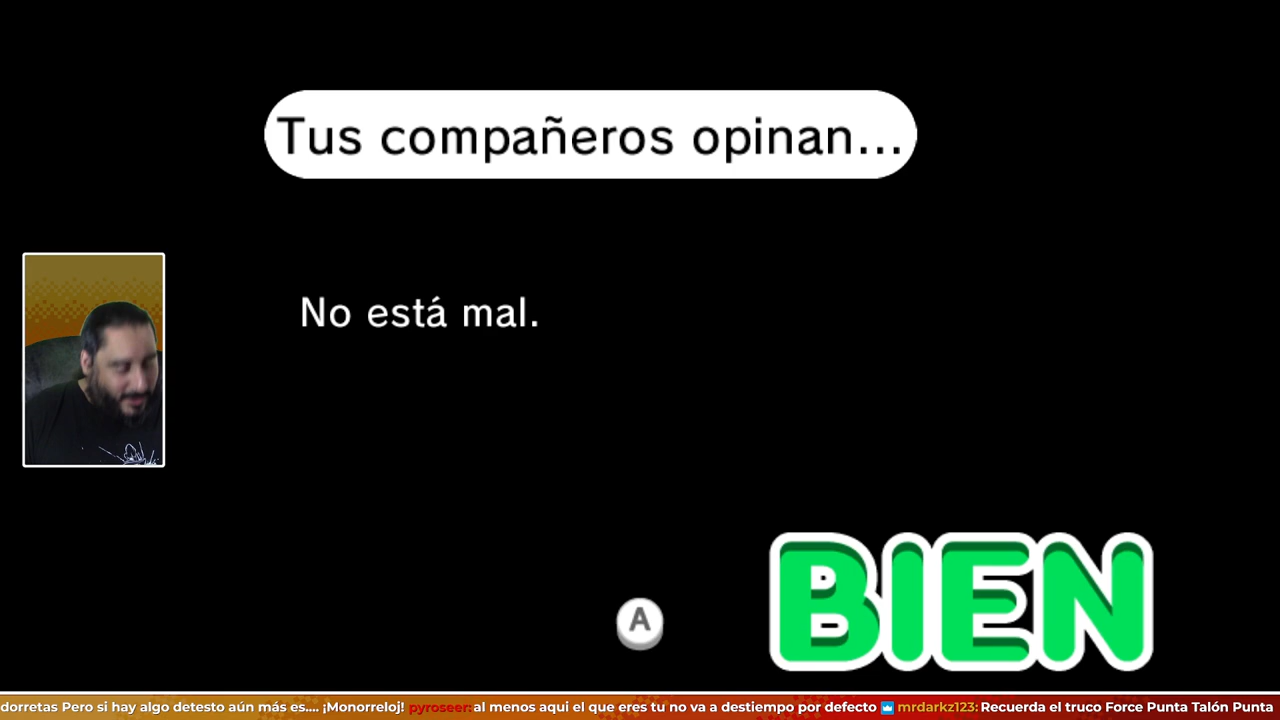 Tus compañeros opinan...
No está mal.
BIEN
A
dorretas Pero si hay algo detesto aún más es.... ¡Monorreloj! pyroseer: al menos aqui el que eres tu no va a destiempo por defecto mrdarkz123: Recuerda el truco Force Punta Talón Punta